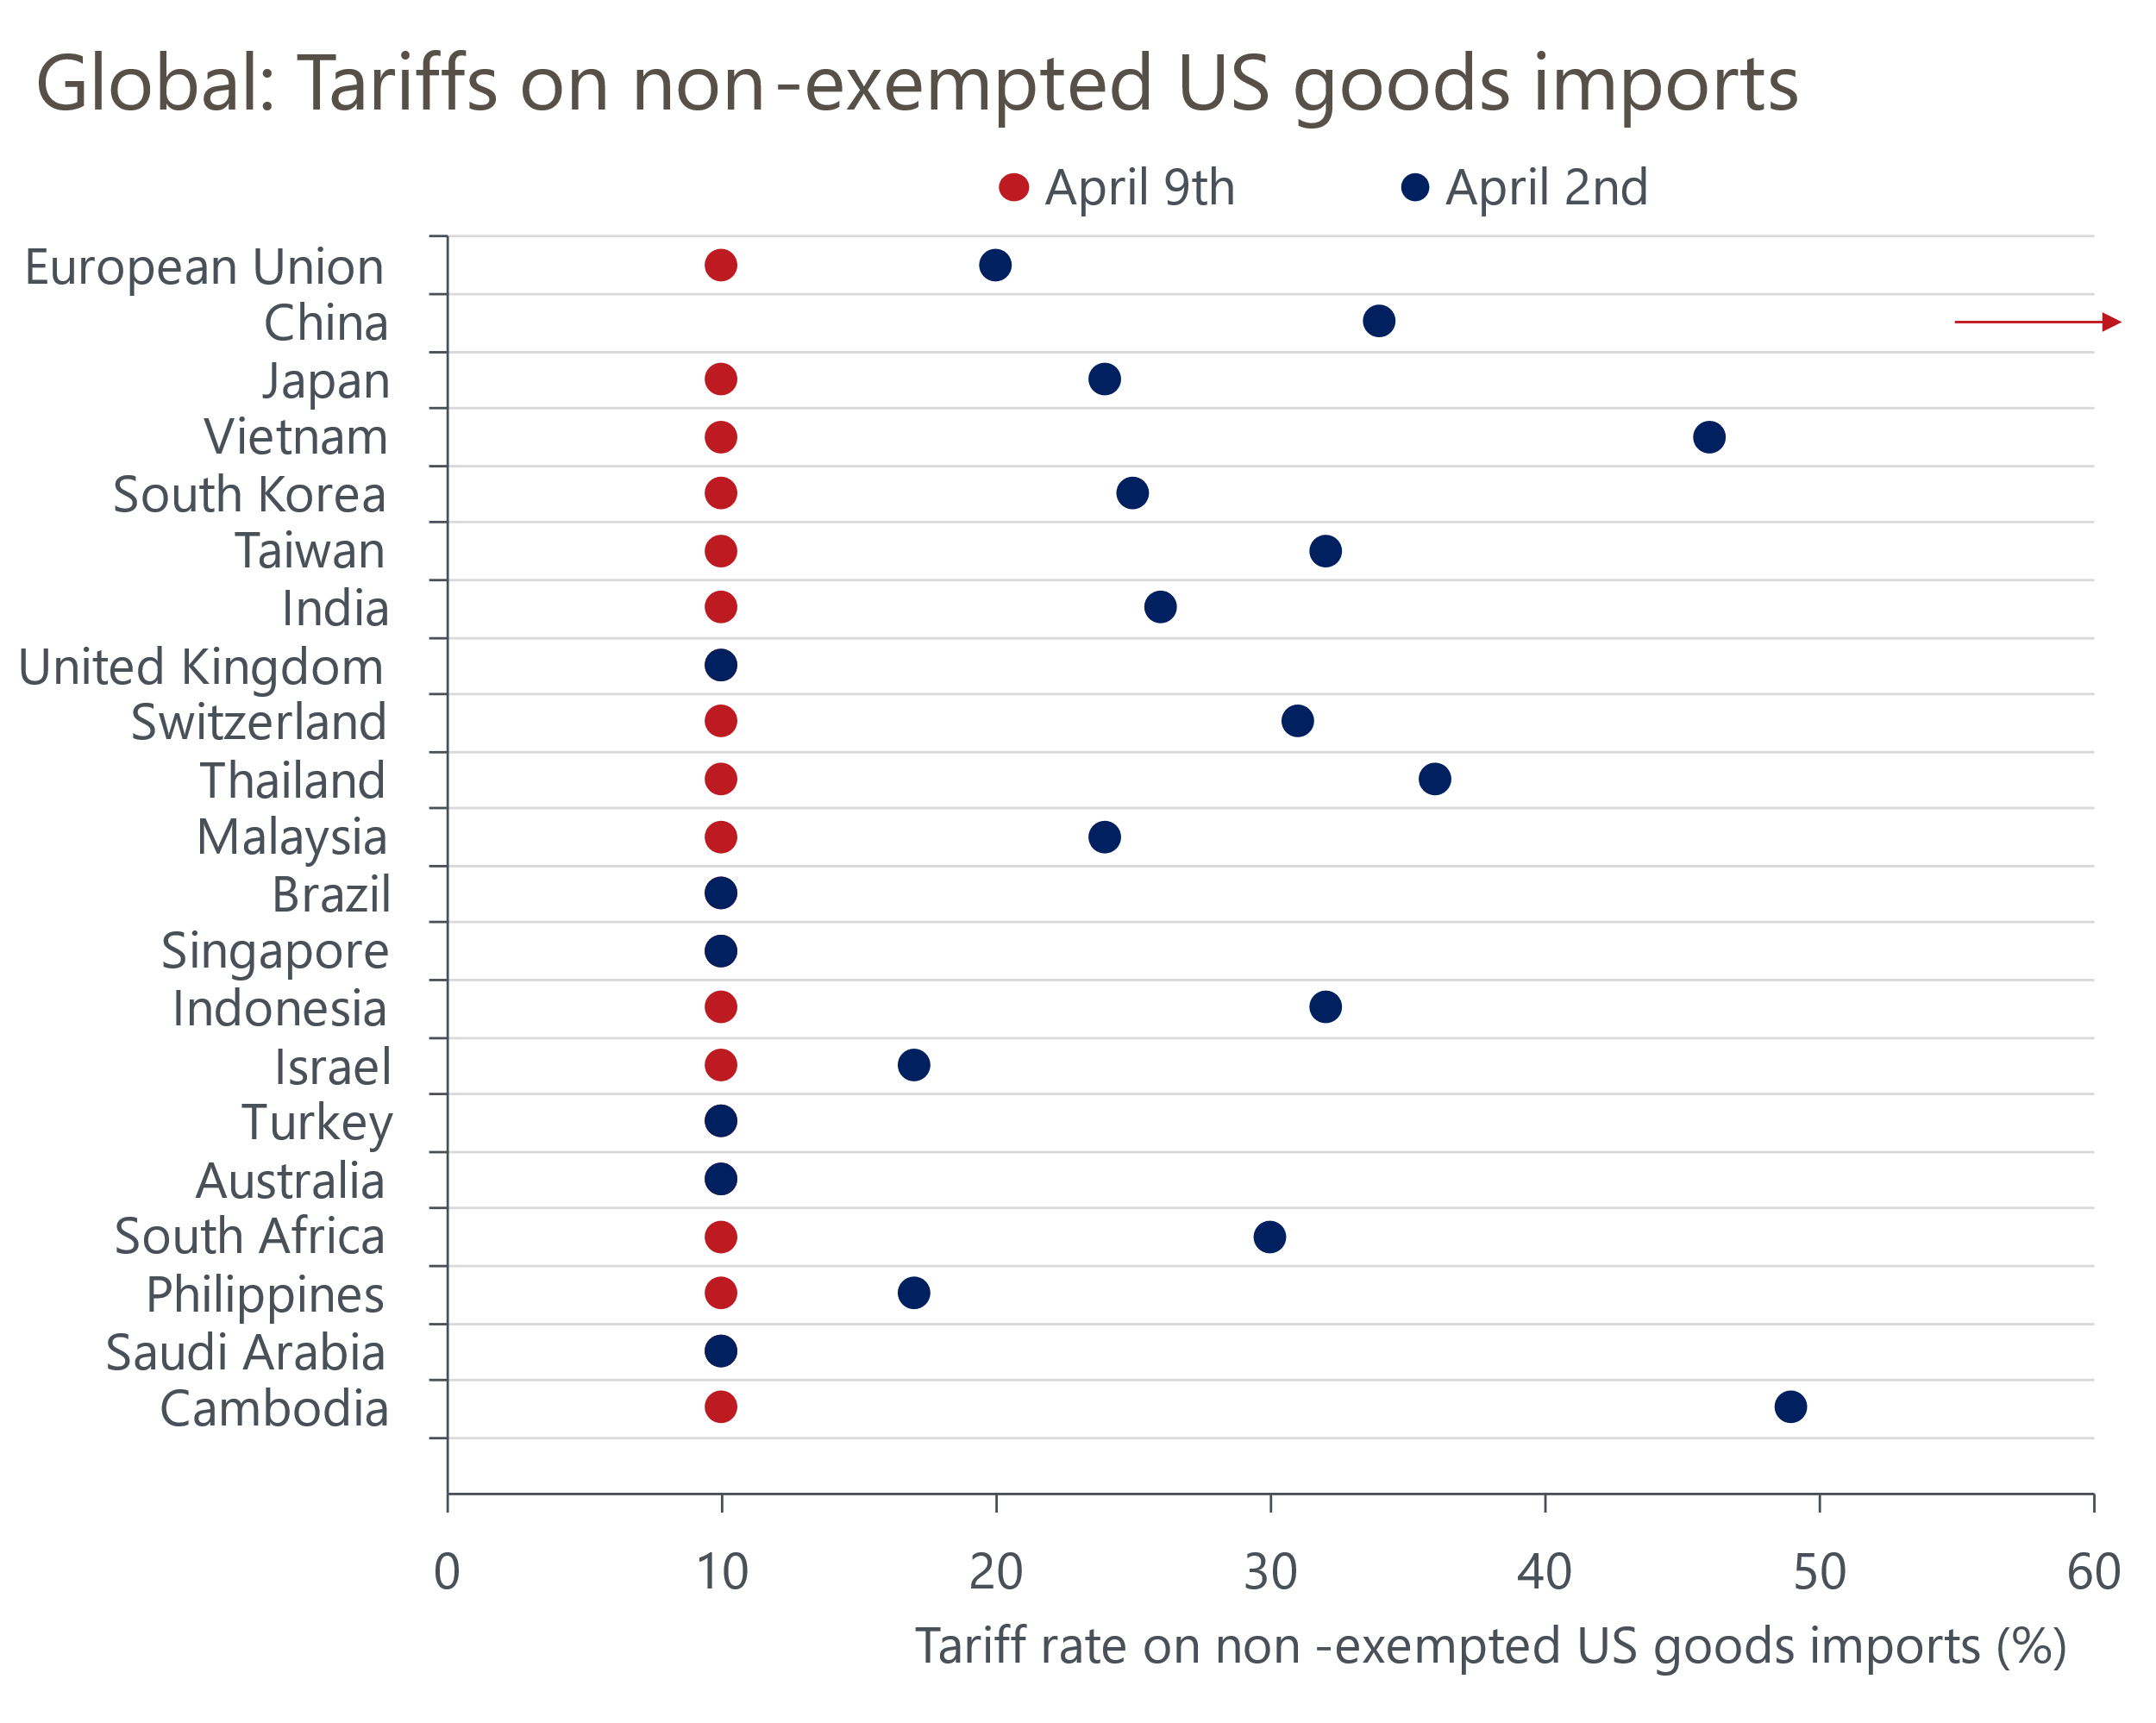 Global: Tariffs on non-exempted US goods imports
April 9th April 2nd
European Union
China
Japan
Vietnam
South Korea
Taiwan
India
United Kingdom
Switzerland
Thailand
Malaysia
Brazil
Singapore
Indonesia
Israel
Turkey
Australia
South Africa
Philippines
Saudi Arabia
Cambodia
0 10 20 30 40 50 60
Tariff rate on non -exempted US goods imports (%)